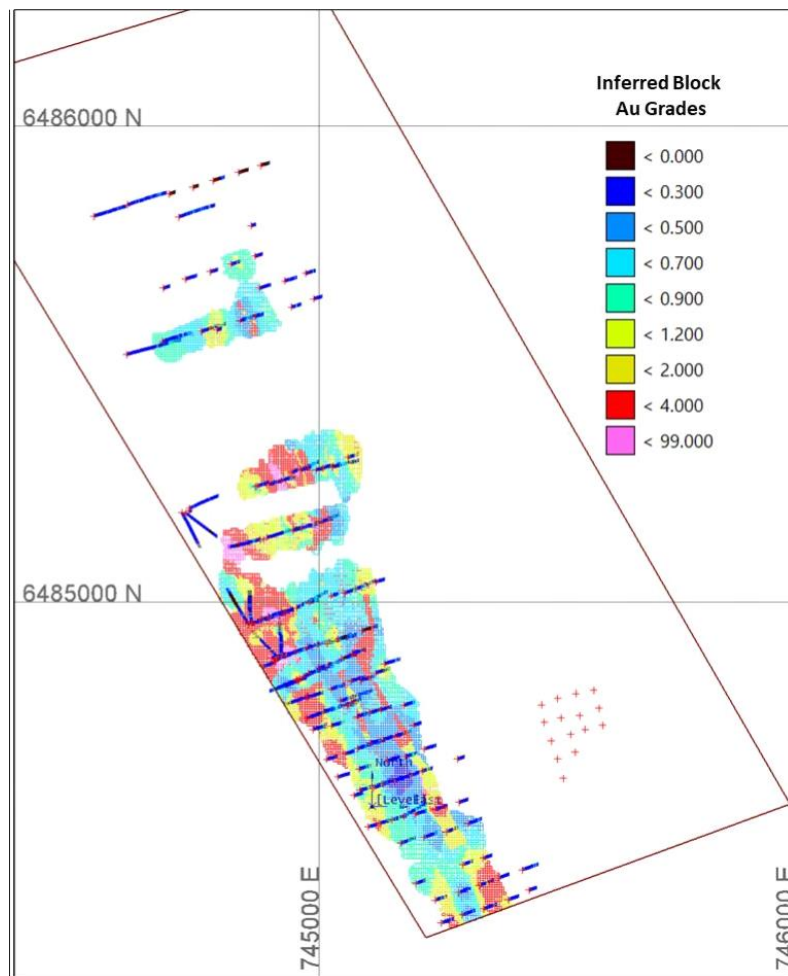 Inferred Block
Au Grades
6486000 N
< 0.000
< 0.300
< 0.500
< 0.700
< 0.900
< 1.200
< 2.000
< 4.000
< 99.000
6485000 N
North
745000 E
746000 E